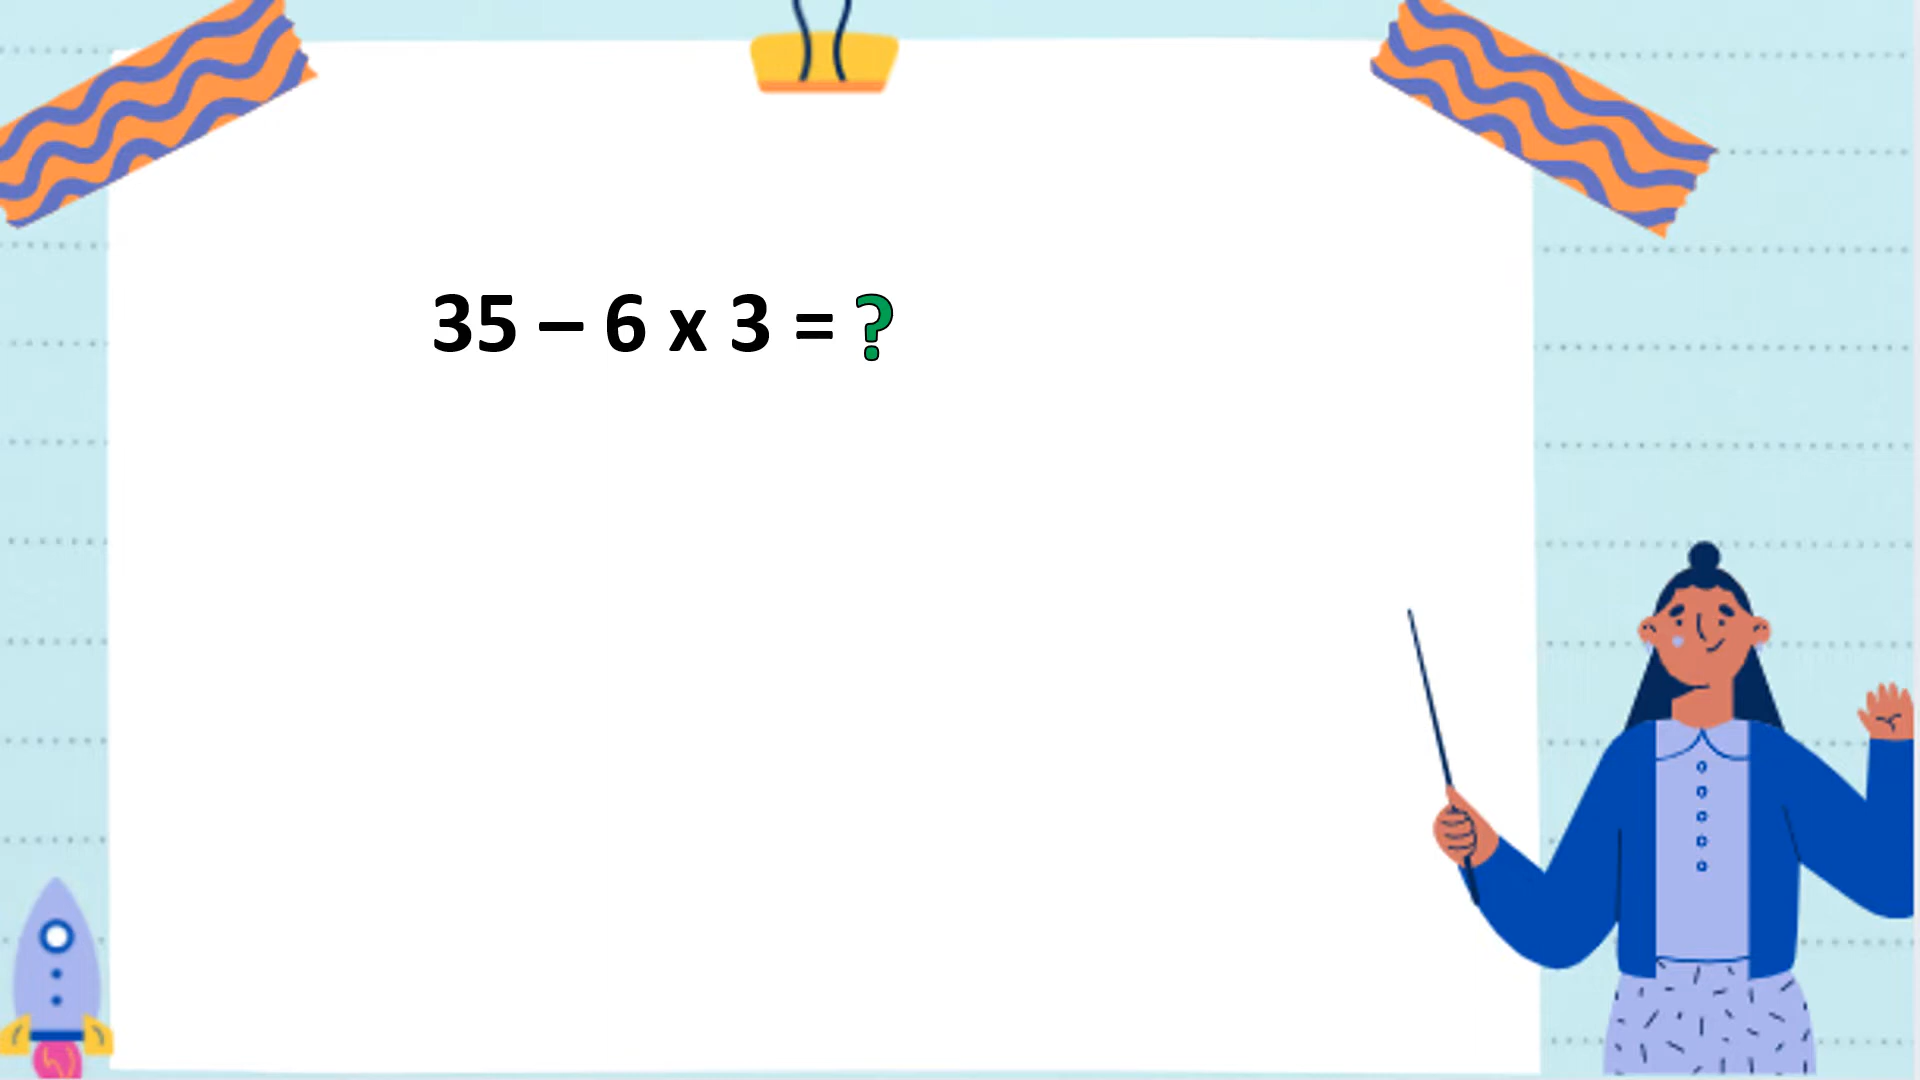 35 – 6 x 3 = ?